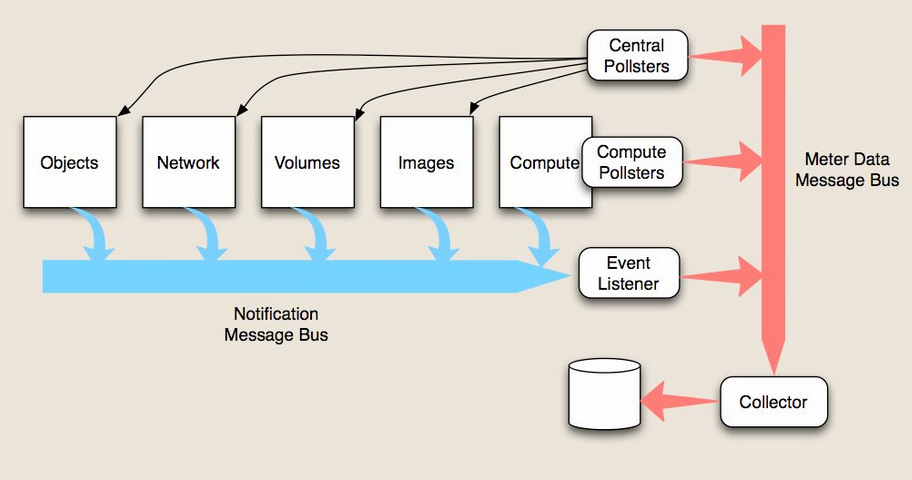 Central
Pollsters
Objects
Network
Volumes
Images
Compute
Compute
Pollsters
Meter Data
Message Bus
Event
Listener
Notification
Message Bus
Collector